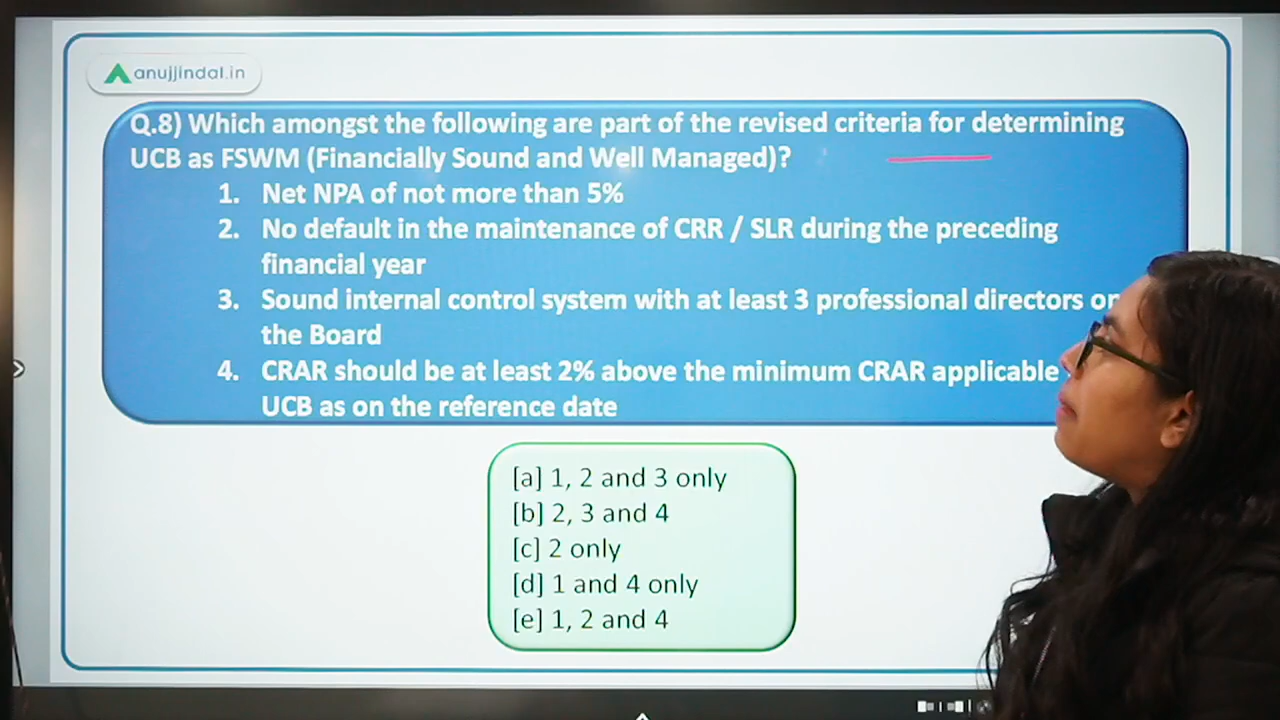 anujjindal.in
Q.8) Which amongst the following are part of the revised criteria for determining
UCB as FSWM (Financially Sound and Well Managed)?
1. Net NPA of not more than 5%
2. No default in the maintenance of CRR / SLR during the preceding
financial year
3. Sound internal control system with at least 3 professional directors
the Board
4. CRAR should be at least 2% above the minimum CRAR applicable
UCB as on the reference date
[a] 1, 2 and 3 only
[b] 2, 3 and 4
[c] 2 only
[d] 1 and 4 only
[e] 1, 2 and 4